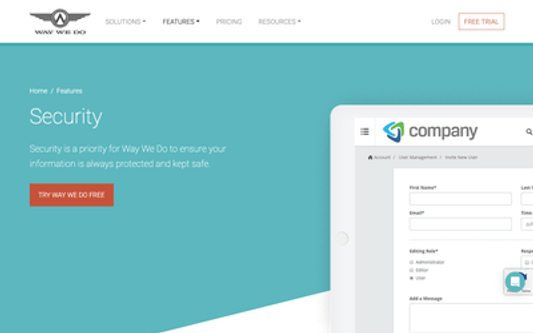 WAY WE DO
SOLUTIONS
FEATURES
PRICING
RESOURCES
LOGIN
FREE TRIAL
Home / Features
Security
Security is a priority for Way We Do to ensure your
information is always protected and kept safe.
TRY WAY WE DO FREE
company
Account / User Management / Invite New User
First Name*
Last
Email*
Time
Editing Role*
Administrator
Editor
User
Add a Message